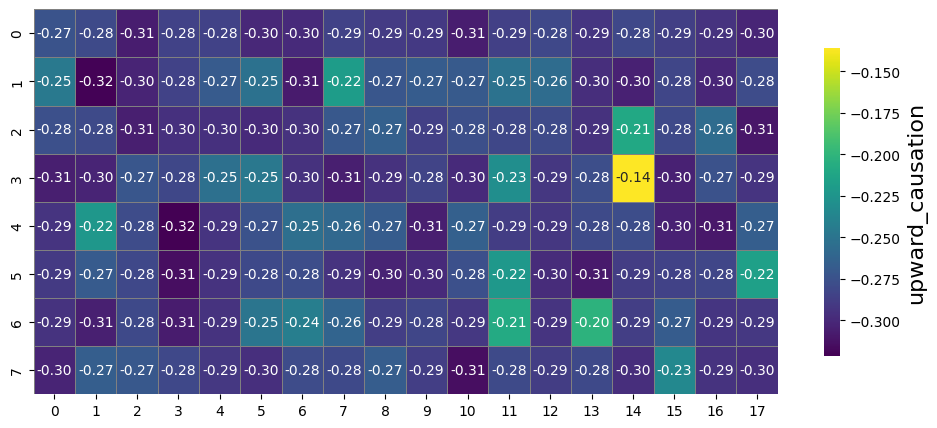 0 -0.27 -0.28 -0.31 -0.28 -0.28 -0.30 -0.30 -0.29 -0.29 -0.29 -0.31 -0.29 -0.28 -0.29 -0.28 -0.29 -0.29 -0.30
1 -0.25 -0.32 -0.30 -0.28 -0.27 -0.25 -0.31 -0.22 -0.27 -0.27 -0.27 -0.25 -0.26 -0.30 -0.30 -0.28 -0.30 -0.28
2 -0.28 -0.28 -0.31 -0.30 -0.30 -0.30 -0.30 -0.27 -0.27 -0.29 -0.28 -0.28 -0.28 -0.29 -0.21 -0.28 -0.26 -0.31
3 -0.31 -0.30 -0.27 -0.28 -0.25 -0.25 -0.30 -0.31 -0.29 -0.28 -0.30 -0.23 -0.29 -0.28 -0.14 -0.30 -0.27 -0.29
4 -0.29 -0.22 -0.28 -0.32 -0.29 -0.27 -0.25 -0.26 -0.27 -0.31 -0.27 -0.29 -0.29 -0.28 -0.28 -0.30 -0.31 -0.27
5 -0.29 -0.27 -0.28 -0.31 -0.29 -0.28 -0.28 -0.29 -0.30 -0.30 -0.28 -0.22 -0.30 -0.31 -0.29 -0.28 -0.28 -0.22
6 -0.29 -0.31 -0.28 -0.31 -0.29 -0.25 -0.24 -0.26 -0.29 -0.28 -0.29 -0.21 -0.29 -0.20 -0.29 -0.27 -0.29 -0.29
7 -0.30 -0.27 -0.27 -0.28 -0.29 -0.30 -0.28 -0.28 -0.27 -0.29 -0.31 -0.28 -0.29 -0.28 -0.30 -0.23 -0.29 -0.30
0 1 2 3 4 5 6 7 8 9 10 11 12 13 14 15 16 17
−0.150
−0.175
−0.200
−0.225
−0.250
−0.275
−0.300
upward_causation